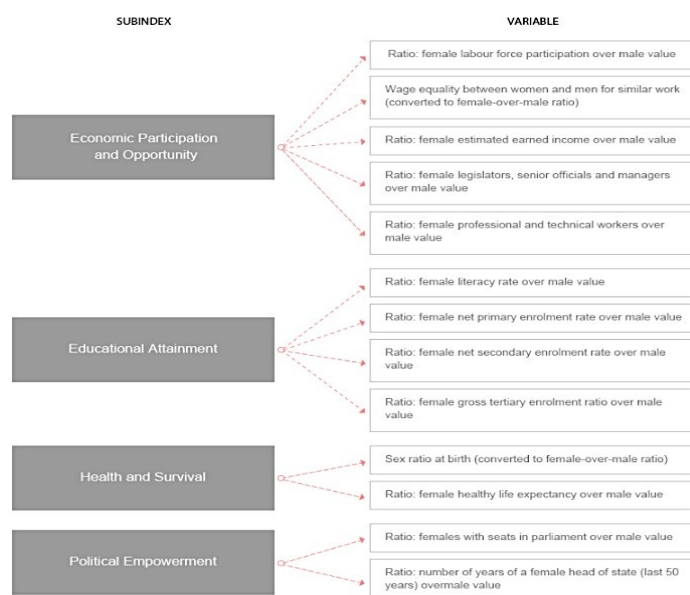 SUBINDEX
VARIABLE
Economic Participation
and Opportunity
Ratio: female labour force participation over male value
Wage equality between women and men for similar work
(converted to female-over-male ratio)
Ratio: female estimated earned income over male value
Ratio: female legislators, senior officials and managers
over male value
Ratio: female professional and technical workers over
male value
Educational Attainment
Ratio: female literacy rate over male value
Ratio: female net primary enrolment rate over male value
Ratio: female net secondary enrolment rate over male
value
Ratio: female gross tertiary enrolment ratio over male
value
Health and Survival
Sex ratio at birth (converted to female-over-male ratio)
Ratio: female healthy life expectancy over male value
Political Empowerment
Ratio: females with seats in parliament over male value
Ratio: number of years of a female head of state (last 50
years) overmale value